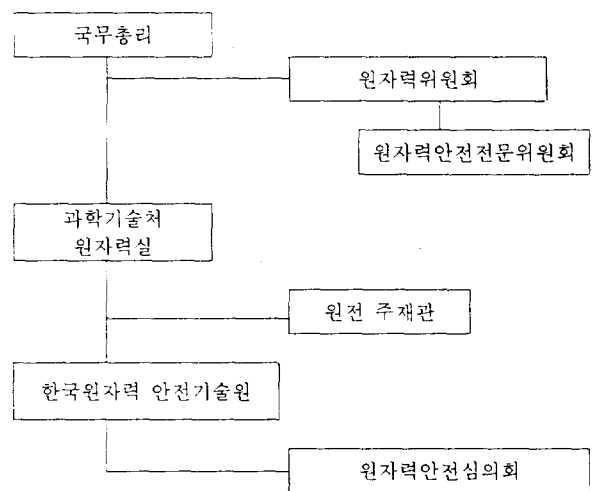 국무총리
원자력위원회
원자력안전전문위원회
과학기술처
원자력실
원전 주재관
한국원자력 안전기술원
원자력안전심의회